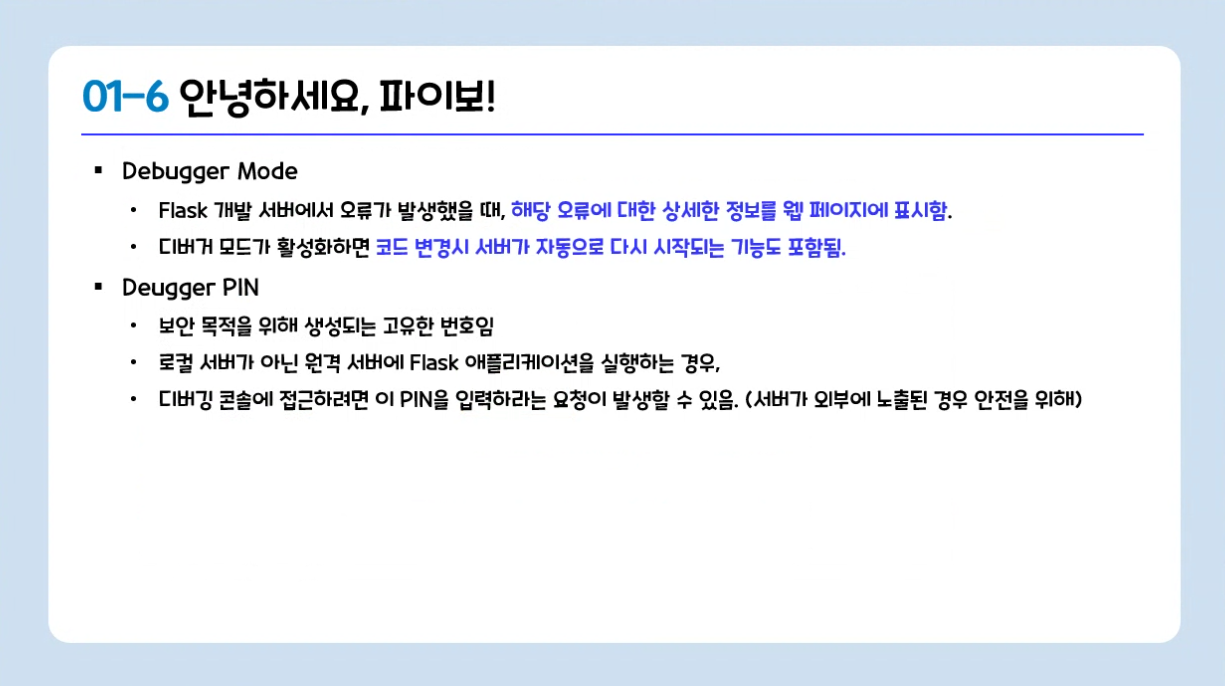 01-6 안녕하세요, 파이보!
▪ Debugger Mode
• Flask 개발 서버에서 오류가 발생했을 때, 해당 오류에 대한 상세한 정보를 웹 페이지에 표시함.
• 디버거 모드가 활성화하면 코드 변경시 서버가 자동으로 다시 시작되는 기능도 포함됨.
▪ Deugger PIN
• 보안 목적을 위해 생성되는 고유한 번호임
• 로컬 서버가 아닌 원격 서버에 Flask 애플리케이션을 실행하는 경우,
• 디버깅 콘솔에 접근하려면 이 PIN을 입력하라는 요청이 발생할 수 있음. (서버가 외부에 노출된 경우 안전을 위해)